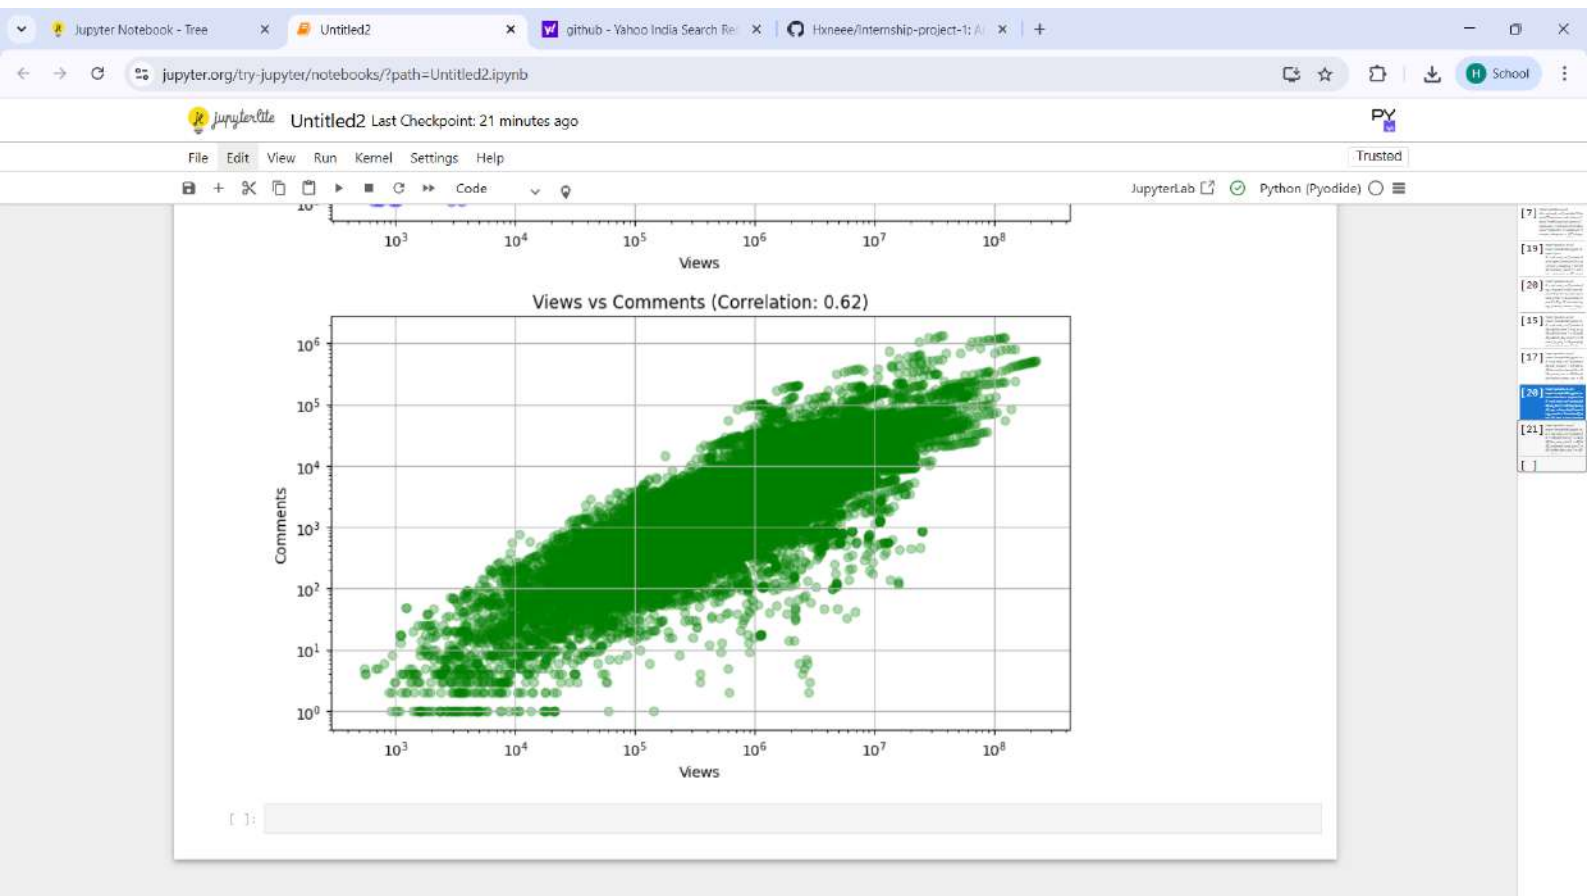 Jupyter Notebook - Tree
Untitled2
github - Yahoo India Search Re
Hxneee/Internship-project-1: A
jupyter.org/try-jupyter/notebooks/?path=Untitled2.ipynb
H School
jupyterlite Untitled2 Last Checkpoint: 21 minutes ago
PY
File Edit View Run Kernel Settings Help
Trusted
Code
JupyterLab
Python (Pyodide)
10³ 10⁴ 10⁵ 10⁶ 10⁷ 10⁸
Views
Views vs Comments (Correlation: 0.62)
10⁶
10⁵
10⁴
10³
10²
10¹
10⁰
Comments
10³ 10⁴ 10⁵ 10⁶ 10⁷ 10⁸
Views
[ ]:
[7]
[19]
[20]
[15]
[17]
[20]
[21]
[ ]